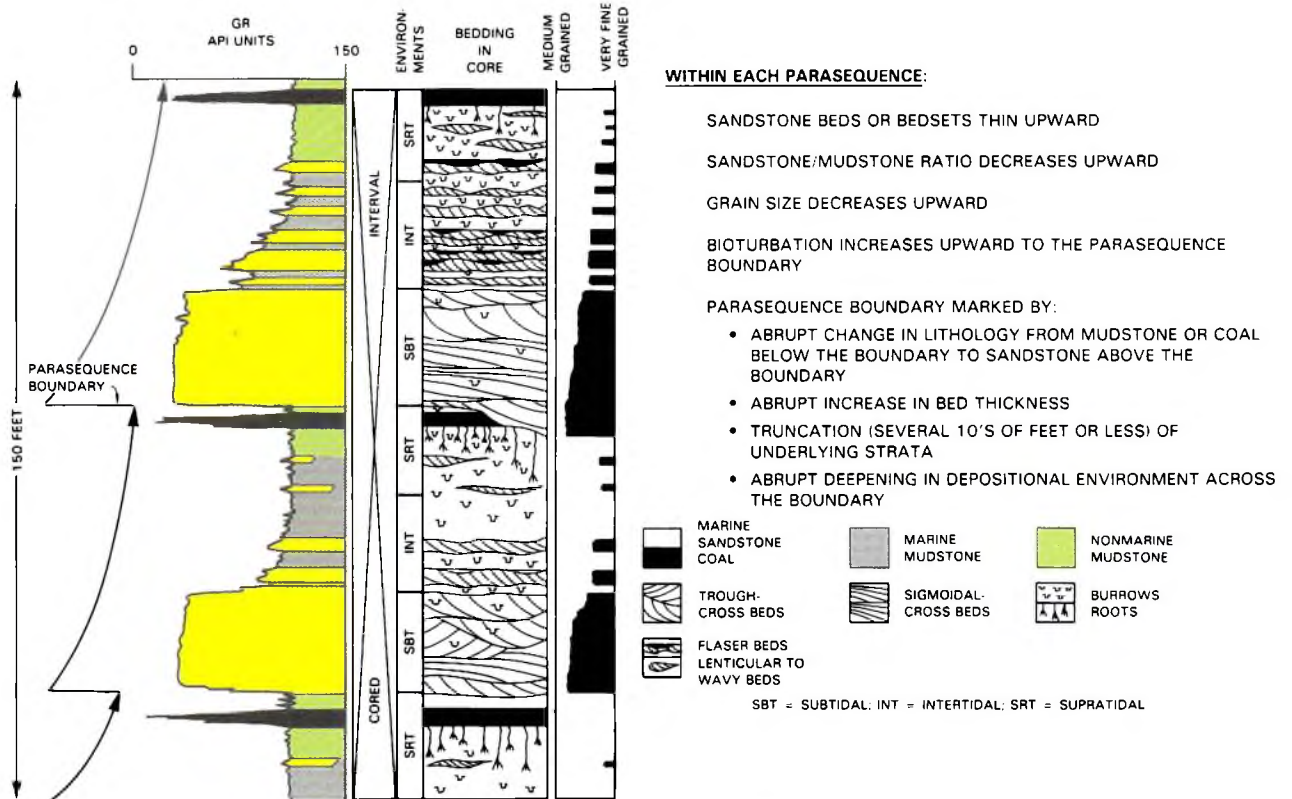 GR
API UNITS
0
150
ENVIRON-
MENTS
BEDDING
IN
CORE
MEDIUM
GRAINED
VERY FINE
GRAINED
150 FEET
PARASEQUENCE
BOUNDARY
INTERVAL
CORED
SRT
INT
SBT
SRT
INT
SBT
SRT
WITHIN EACH PARASEQUENCE:
SANDSTONE BEDS OR BEDSETS THIN UPWARD
SANDSTONE/MUDSTONE RATIO DECREASES UPWARD
GRAIN SIZE DECREASES UPWARD
BIOTURBATION INCREASES UPWARD TO THE PARASEQUENCE
BOUNDARY
PARASEQUENCE BOUNDARY MARKED BY:
• ABRUPT CHANGE IN LITHOLOGY FROM MUDSTONE OR COAL
BELOW THE BOUNDARY TO SANDSTONE ABOVE THE
BOUNDARY
• ABRUPT INCREASE IN BED THICKNESS
• TRUNCATION (SEVERAL 10'S OF FEET OR LESS) OF
UNDERLYING STRATA
• ABRUPT DEEPENING IN DEPOSITIONAL ENVIRONMENT ACROSS
THE BOUNDARY
MARINE
SANDSTONE
COAL
MARINE
MUDSTONE
NONMARINE
MUDSTONE
TROUGH-
CROSS BEDS
SIGMOIDAL-
CROSS BEDS
BURROWS
ROOTS
FLASER BEDS
LENTICULAR TO
WAVY BEDS
SBT = SUBTIDAL; INT = INTERTIDAL; SRT = SUPRATIDAL